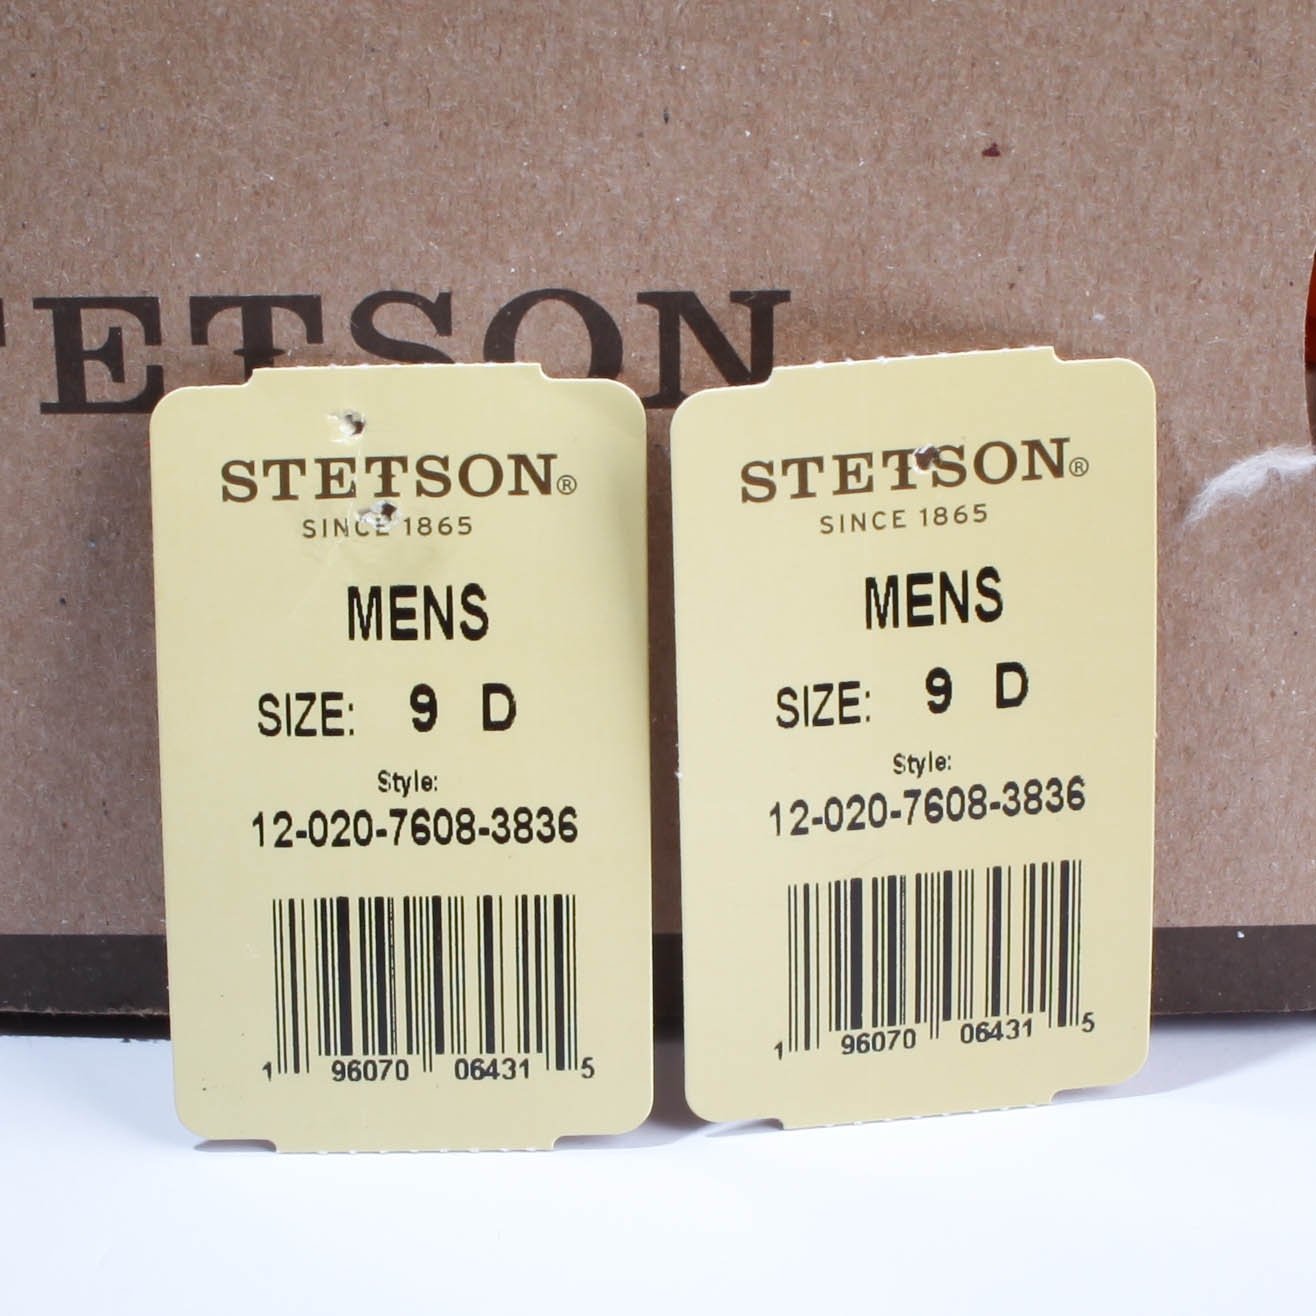 ETSON
STETSON®
SINCE 1865
MENS
SIZE: 9 D
Style:
12-020-7608-3836
1 96070 06431 5
STETSON®
SINCE 1865
MENS
SIZE: 9 D
Style:
12-020-7608-3836
1 96070 06431 5